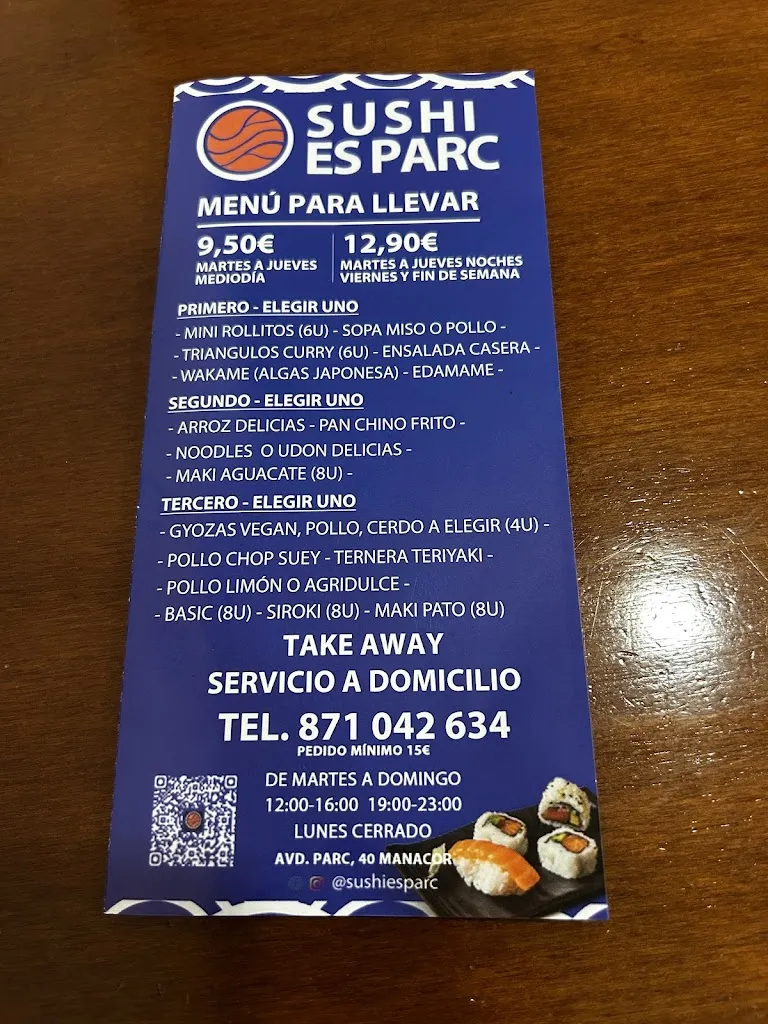 SUSHI
ES PARC
MENÚ PARA LLEVAR
9,50€
MARTES A JUEVES
MEDIODÍA
12,90€
MARTES A JUEVES NOCHES
VIERNES Y FIN DE SEMANA
PRIMERO - ELEGIR UNO
- MINI ROLLITOS (6U) - SOPA MISO O POLLO -
- TRIANGULOS CURRY (6U) - ENSALADA CASERA -
- WAKAME (ALGAS JAPONESA) - EDAMAME -
SEGUNDO - ELEGIR UNO
- ARROZ DELICIAS - PAN CHINO FRITO -
- NOODLES O UDON DELICIAS -
- MAKI AGUACATE (8U) -
TERCERO - ELEGIR UNO
- GYOZAS VEGAN, POLLO, CERDO A ELEGIR (4U) -
- POLLO CHOP SUEY - TERNERA TERIYAKI -
- POLLO LIMÓN O AGRIDULCE -
- BASIC (8U) - SIROKI (8U) - MAKI PATO (8U)
TAKE AWAY
SERVICIO A DOMICILIO
TEL. 871 042 634
PEDIDO MÍNIMO 15€
DE MARTES A DOMINGO
12:00-16:00 19:00-23:00
LUNES CERRADO
AVD. PARC, 40 MANACOR
@sushiesparc